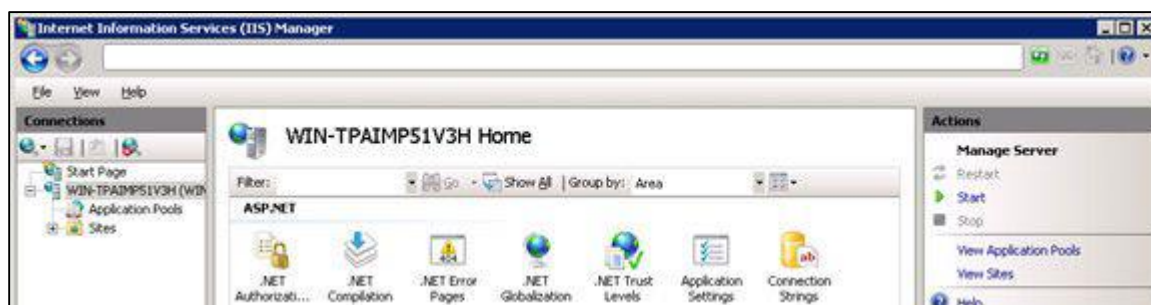 Internet Information Services (IIS) Manager
File View Help
Connections
Start Page
WIN-TPAIMP51V3H (WIN
Application Pools
Sites
WIN-TPAIMP51V3H Home
Filter: Go Show All Group by: Area
ASP.NET
.NET Authorizati...
.NET Compilation
.NET Error Pages
.NET Globalization
.NET Trust Levels
Application Settings
Connection Strings
Actions
Manage Server
Restart
Start
Stop
View Application Pools
View Sites
Help